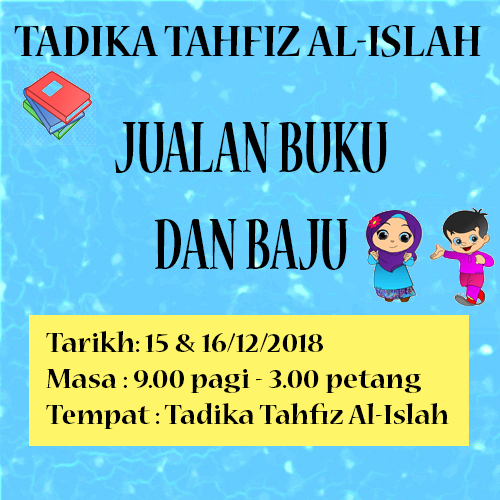 TADIKA TAHFIZ AL-ISLAH
JUALAN BUKU
DAN BAJU
Tarikh: 15 & 16/12/2018
Masa : 9.00 pagi - 3.00 petang
Tempat : Tadika Tahfiz Al-Islah